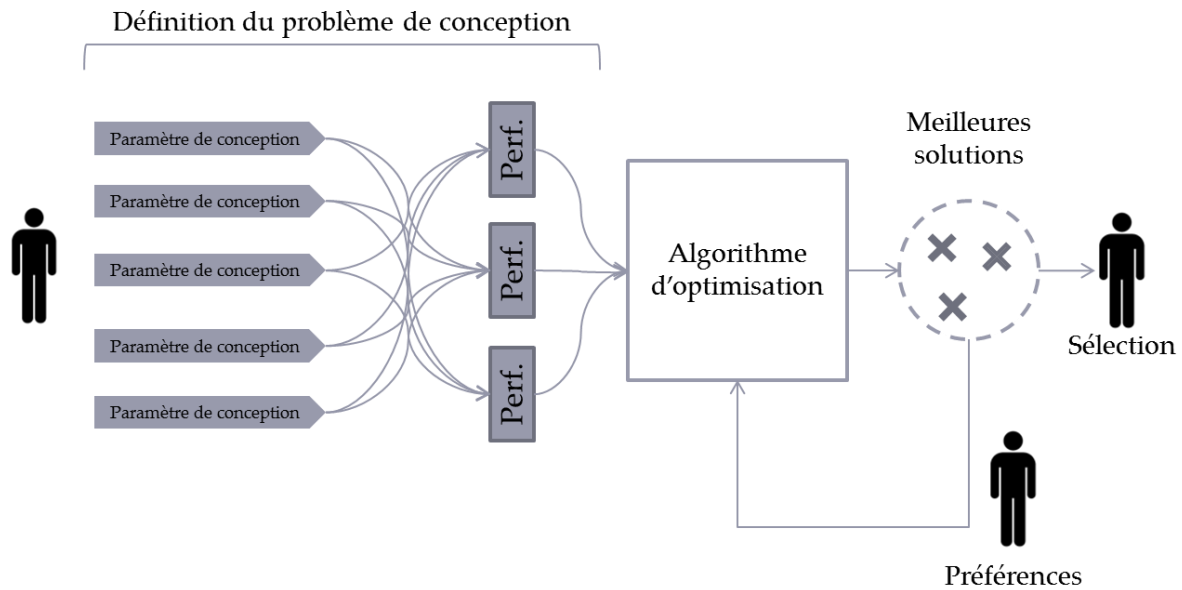 Définition du problème de conception
Paramètre de conception
Paramètre de conception
Paramètre de conception
Paramètre de conception
Paramètre de conception
Perf.
Perf.
Perf.
Algorithme
d'optimisation
Meilleures
solutions
Sélection
Préférences